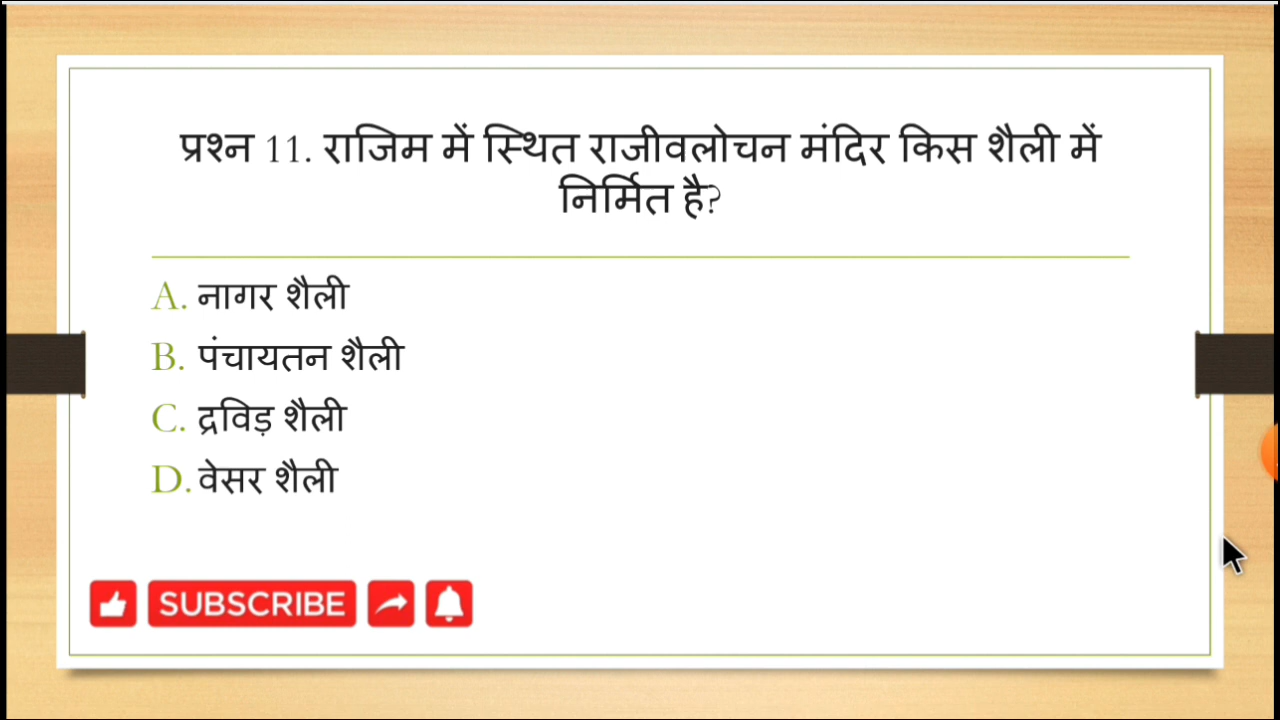 प्रश्न 11. राजिम में स्थित राजीवलोचन मंदिर किस शैली में
निर्मित है?
A. नागर शैली
B. पंचायतन शैली
C. द्रविड़ शैली
D. वेसर शैली
SUBSCRIBE